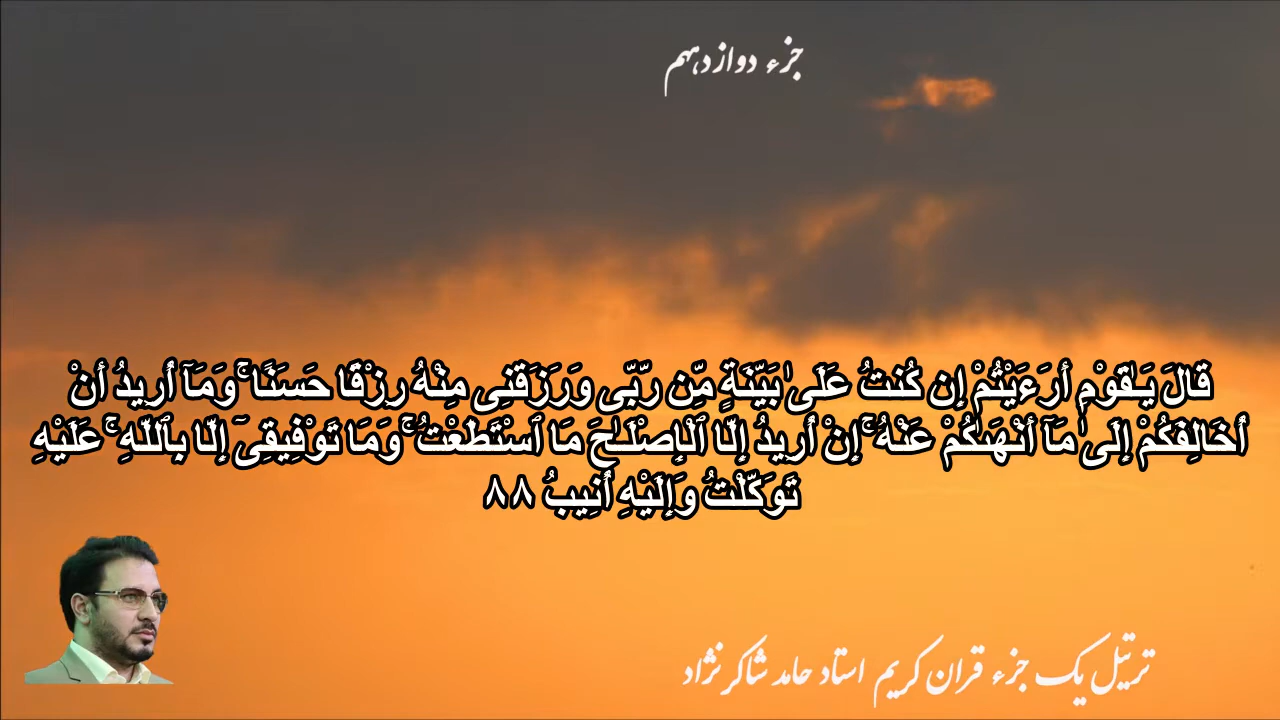 جزء دوازدهم
قَالَ يَـٰقَوْمِ أَرَءَيْتُمْ إِن كُنتُ عَلَىٰ بَيِّنَةٍ مِّن رَّبِّى وَرَزَقَنِى مِنْهُ رِزْقًا حَسَنًا ۚ وَمَآ أُرِيدُ أَنْ
أُخَالِفَكُمْ إِلَىٰ مَآ أَنْهَىٰكُمْ عَنْهُ ۚ إِنْ أُرِيدُ إِلَّا ٱلْإِصْلَـٰحَ مَا ٱسْتَطَعْتُ ۚ وَمَا تَوْفِيقِىٓ إِلَّا بِٱللَّهِ ۚ عَلَيْهِ
تَوَكَّلْتُ وَإِلَيْهِ أُنِيبُ ٨٨
ترتیل یک جزء قران کریم استاد حامد شاکرنژاد